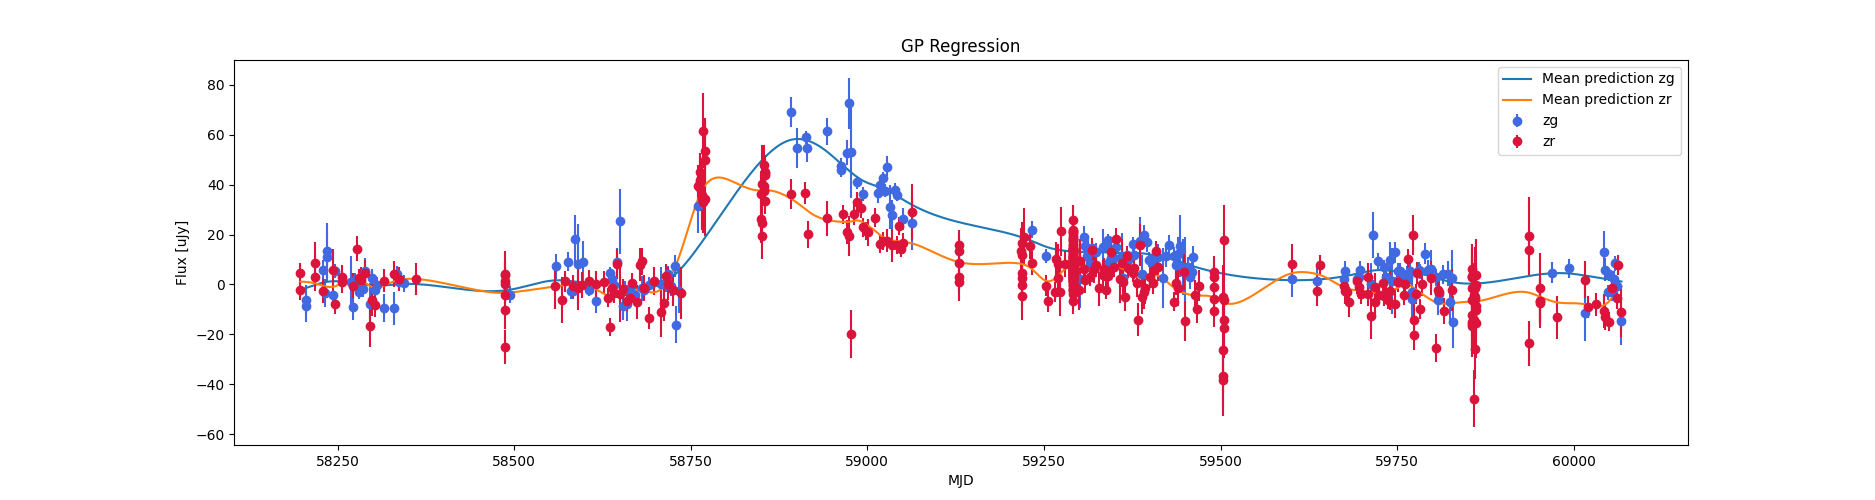 GP Regression
Flux [uJy]
80
60
40
20
0
−20
−40
−60
Mean prediction zg
Mean prediction zr
zg
zr
58250
58500
58750
59000
59250
59500
59750
60000
MJD